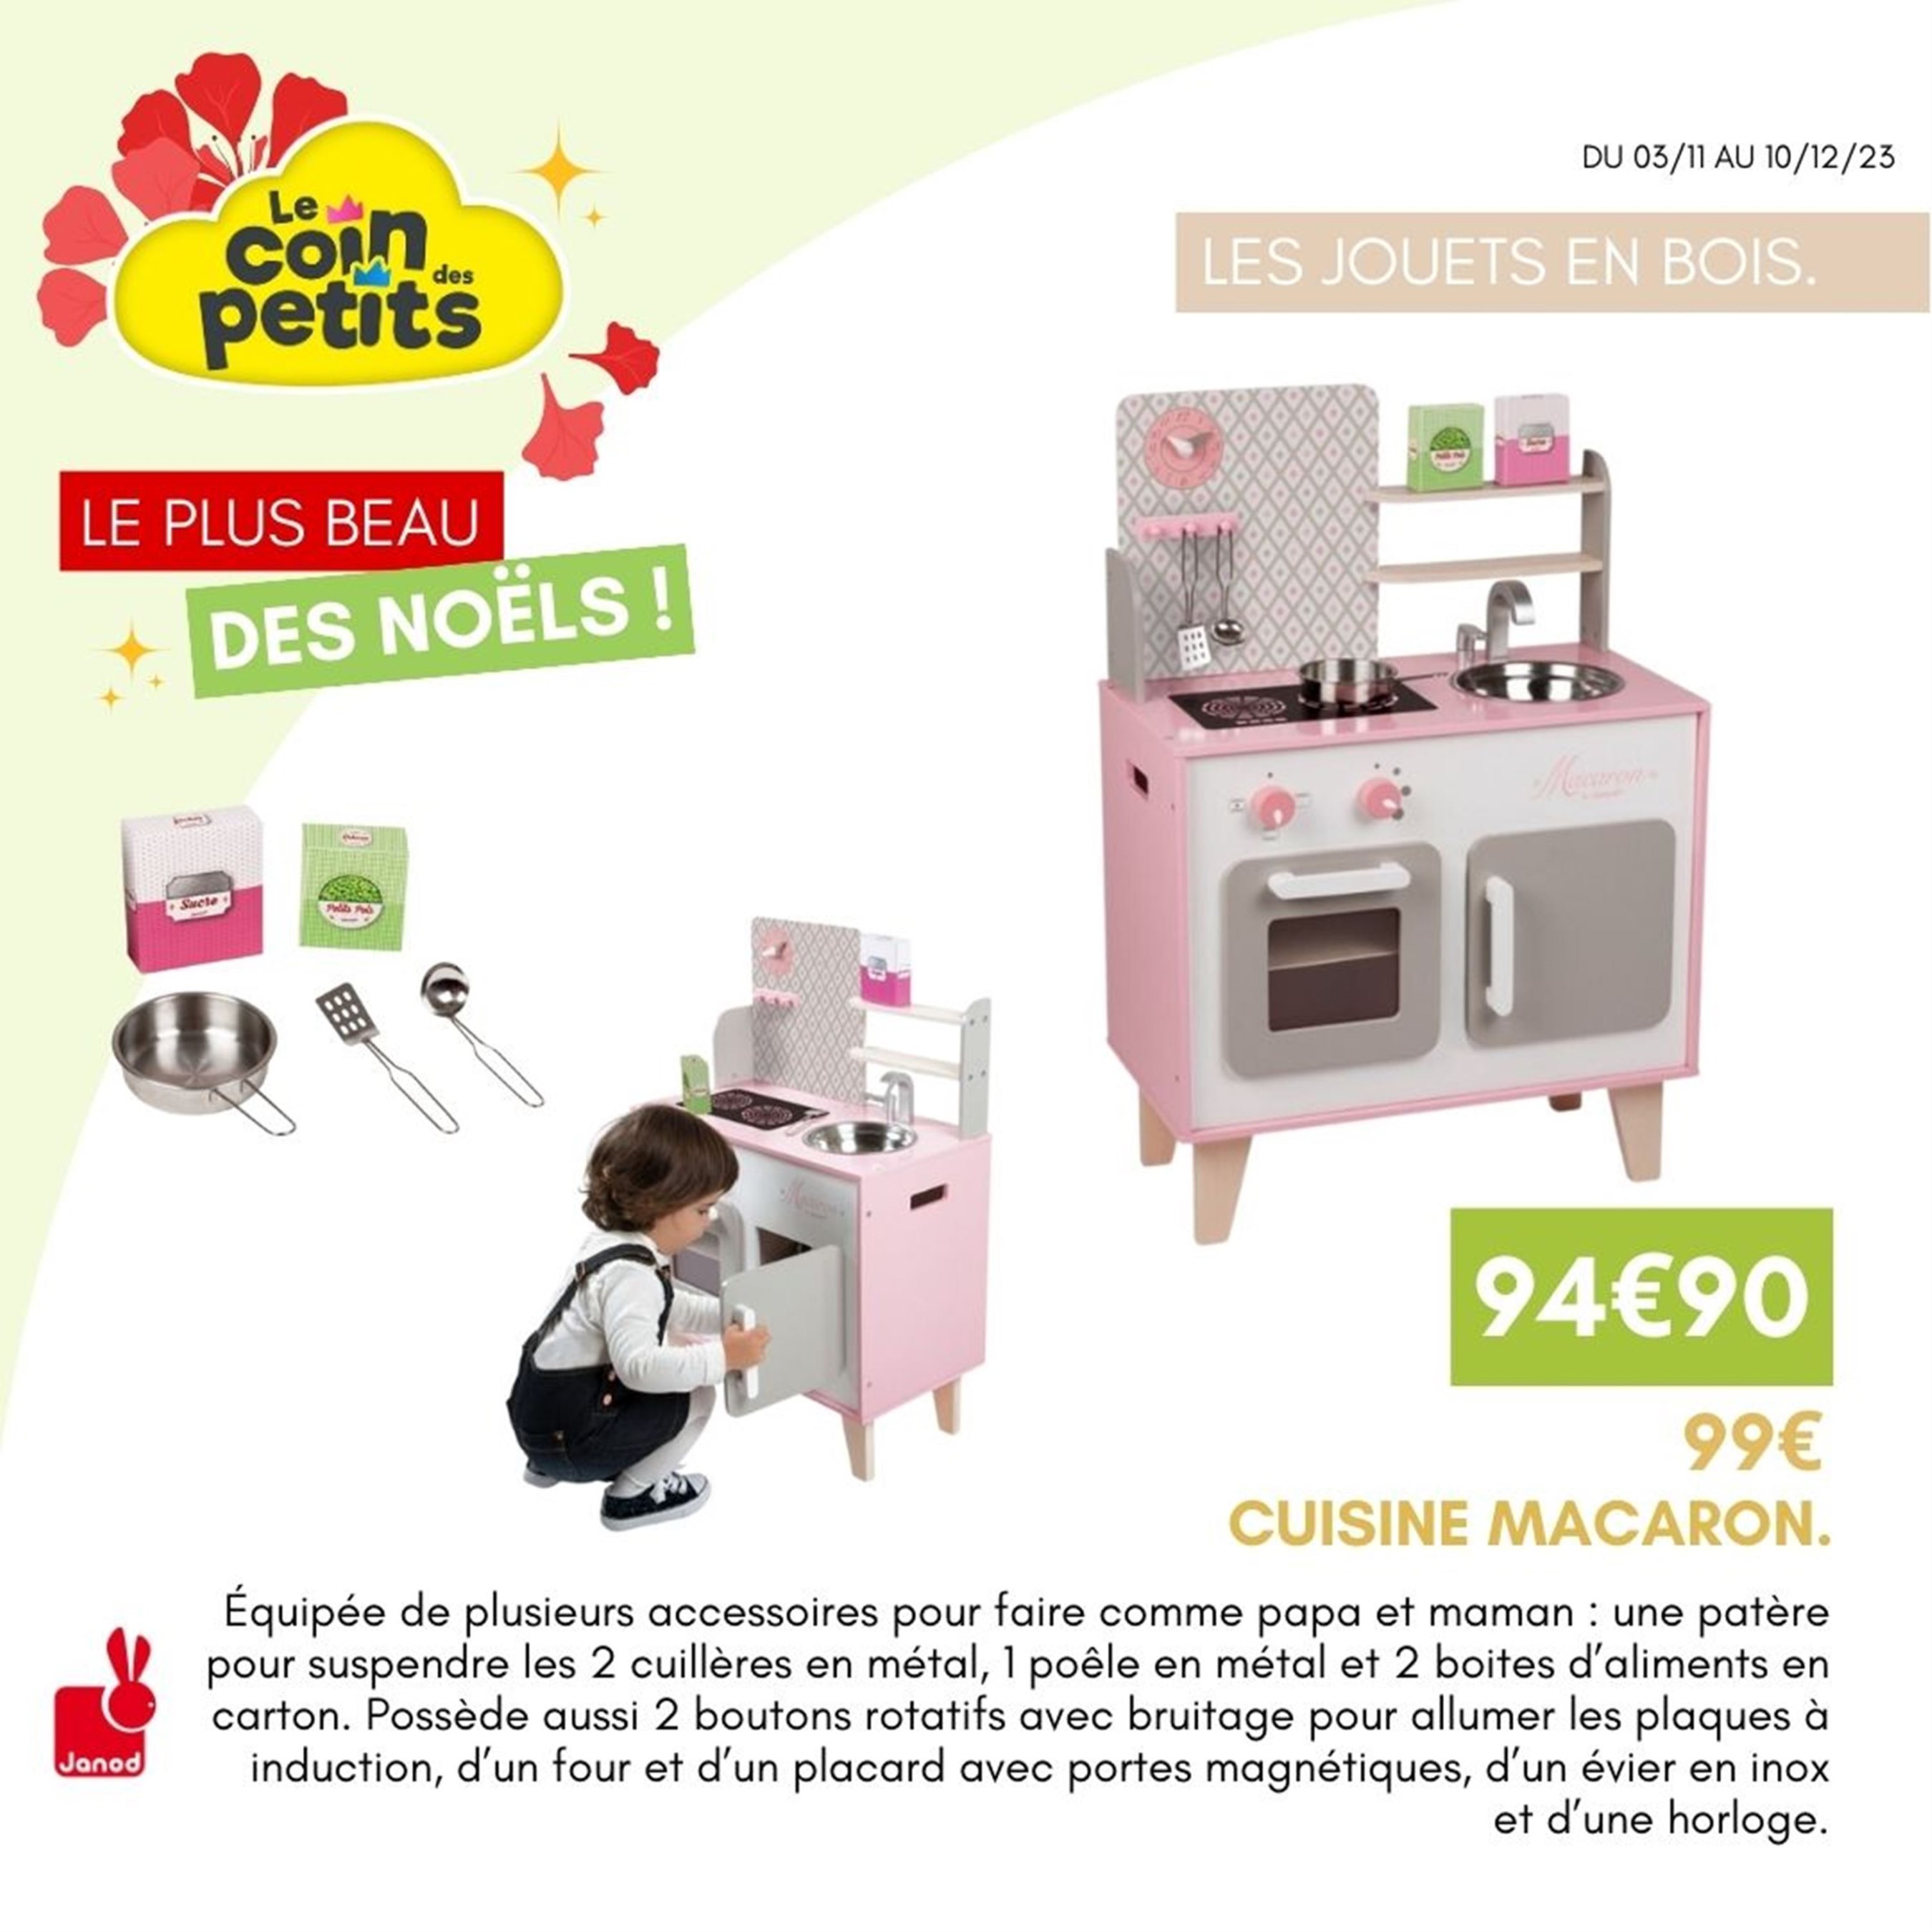 Le
coin
des
petits
DU 03/11 AU 10/12/23
LES JOUETS EN BOIS.
LE PLUS BEAU
DES NOËLS !
Macaron
Petits Pois
Sucre
Petits Pois
94€90
99€
CUISINE MACARON.
Équipée de plusieurs accessoires pour faire comme papa et maman : une patère
pour suspendre les 2 cuillères en métal, 1 poêle en métal et 2 boites d’aliments en
carton. Possède aussi 2 boutons rotatifs avec bruitage pour allumer les plaques à
induction, d’un four et d’un placard avec portes magnétiques, d’un évier en inox
et d’une horloge.
Janod